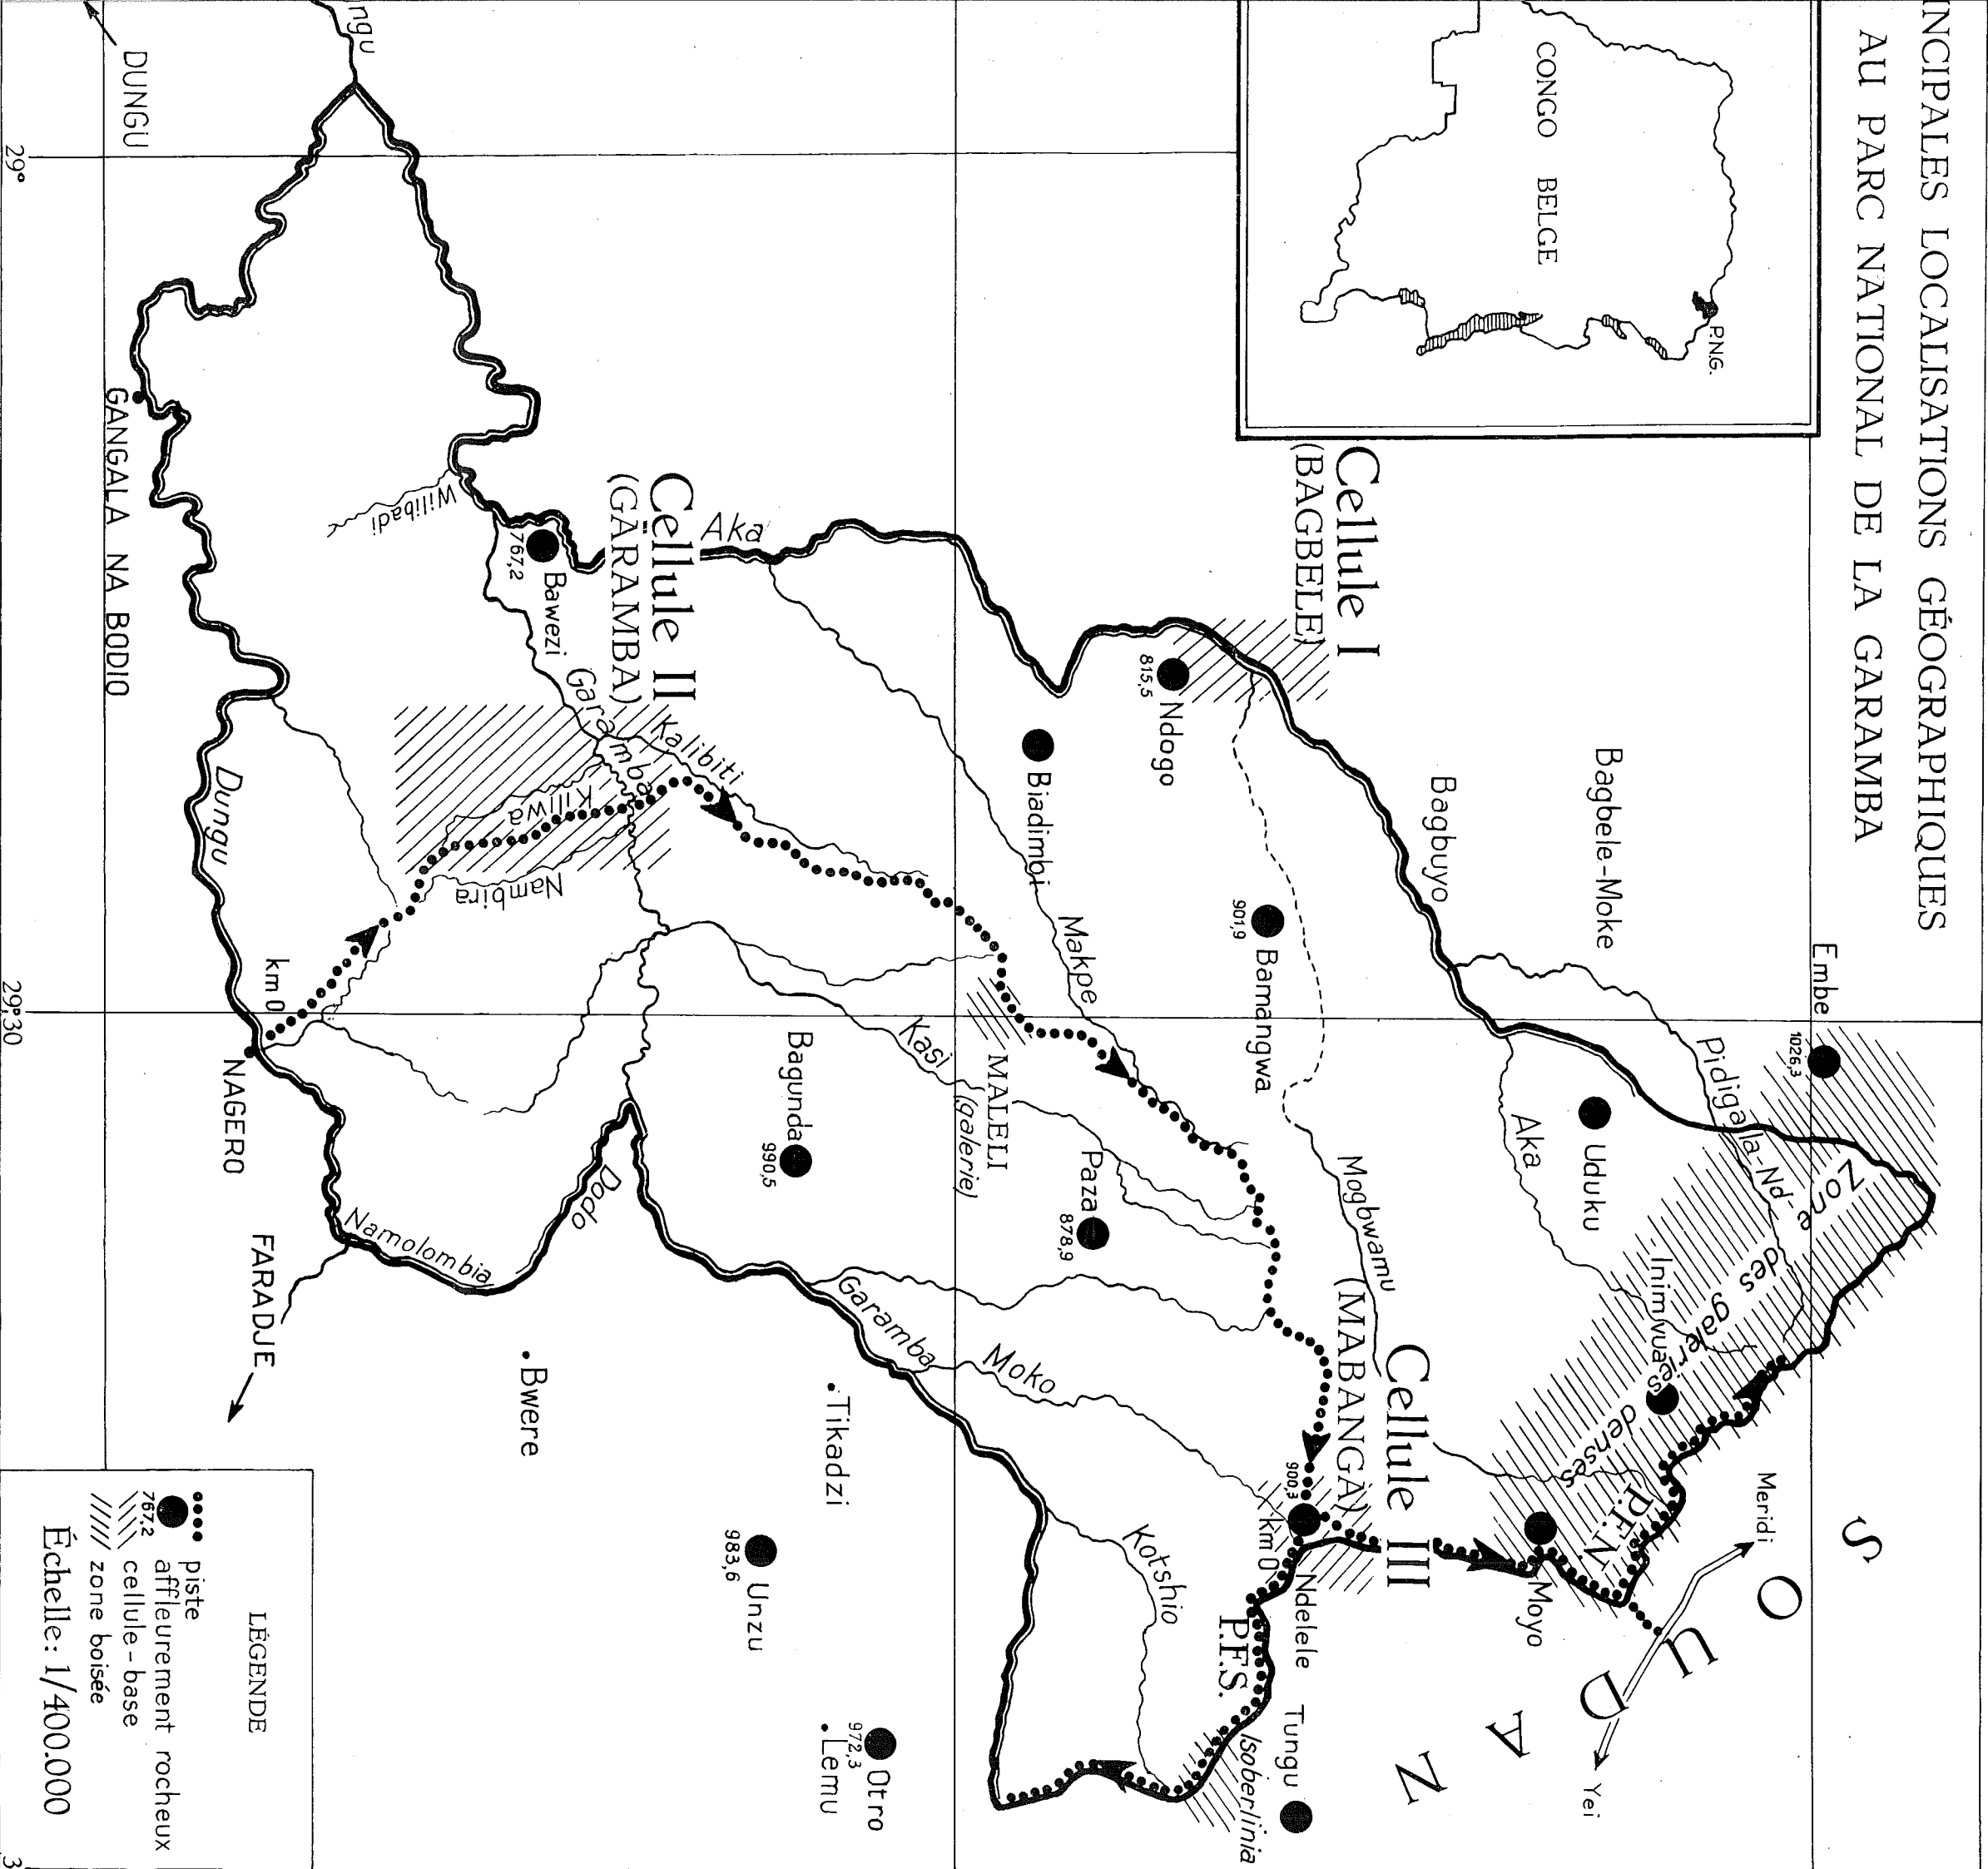 INCIPALES LOCALISATIONS GÉOGRAPHIQUES
AU PARC NATIONAL DE LA GARAMBA
CONGO BELGE
P.N.G.
Embe
1026,3
Bagbele-Moke
Pidigala-Nd-e
Zone des galeries denses
Uduku
Inimvua
P.F.N.
Meridi
Yei
SOUDAN
Cellule I
(BAGBELE)
Bagbuyo
Aka
Ndogo
815,5
Bamangwa
901,9
Mogbwamu
Cellule III
(MABANGA)
Moyo
900,3
km 0
Ndelele
P.F.S.
Tungu
Isoberlinia
Biadimbi
Makpe
Paza
878,9
MALELI
(galerie)
Kasi
Moko
Kotshio
Aka
Cellule II
(GARAMBA)
Bawezi
767,2
Wilibadi
Garamba
Kalibiti
Kiliwa
Nambira
Bagunda
990,5
Garamba
Tikadzi
Unzu
983,6
Otro
972,3
Lemu
Dodo
Bwere
Namolombia
ngu
DUNGU
GANGALA NA BODIO
Dungu
km 0
NAGERO
FARADJE
29°
29°,30
3
LÉGENDE
piste
affleurement rocheux
767,2
cellule-base
zone boisée
Échelle: 1/400.000